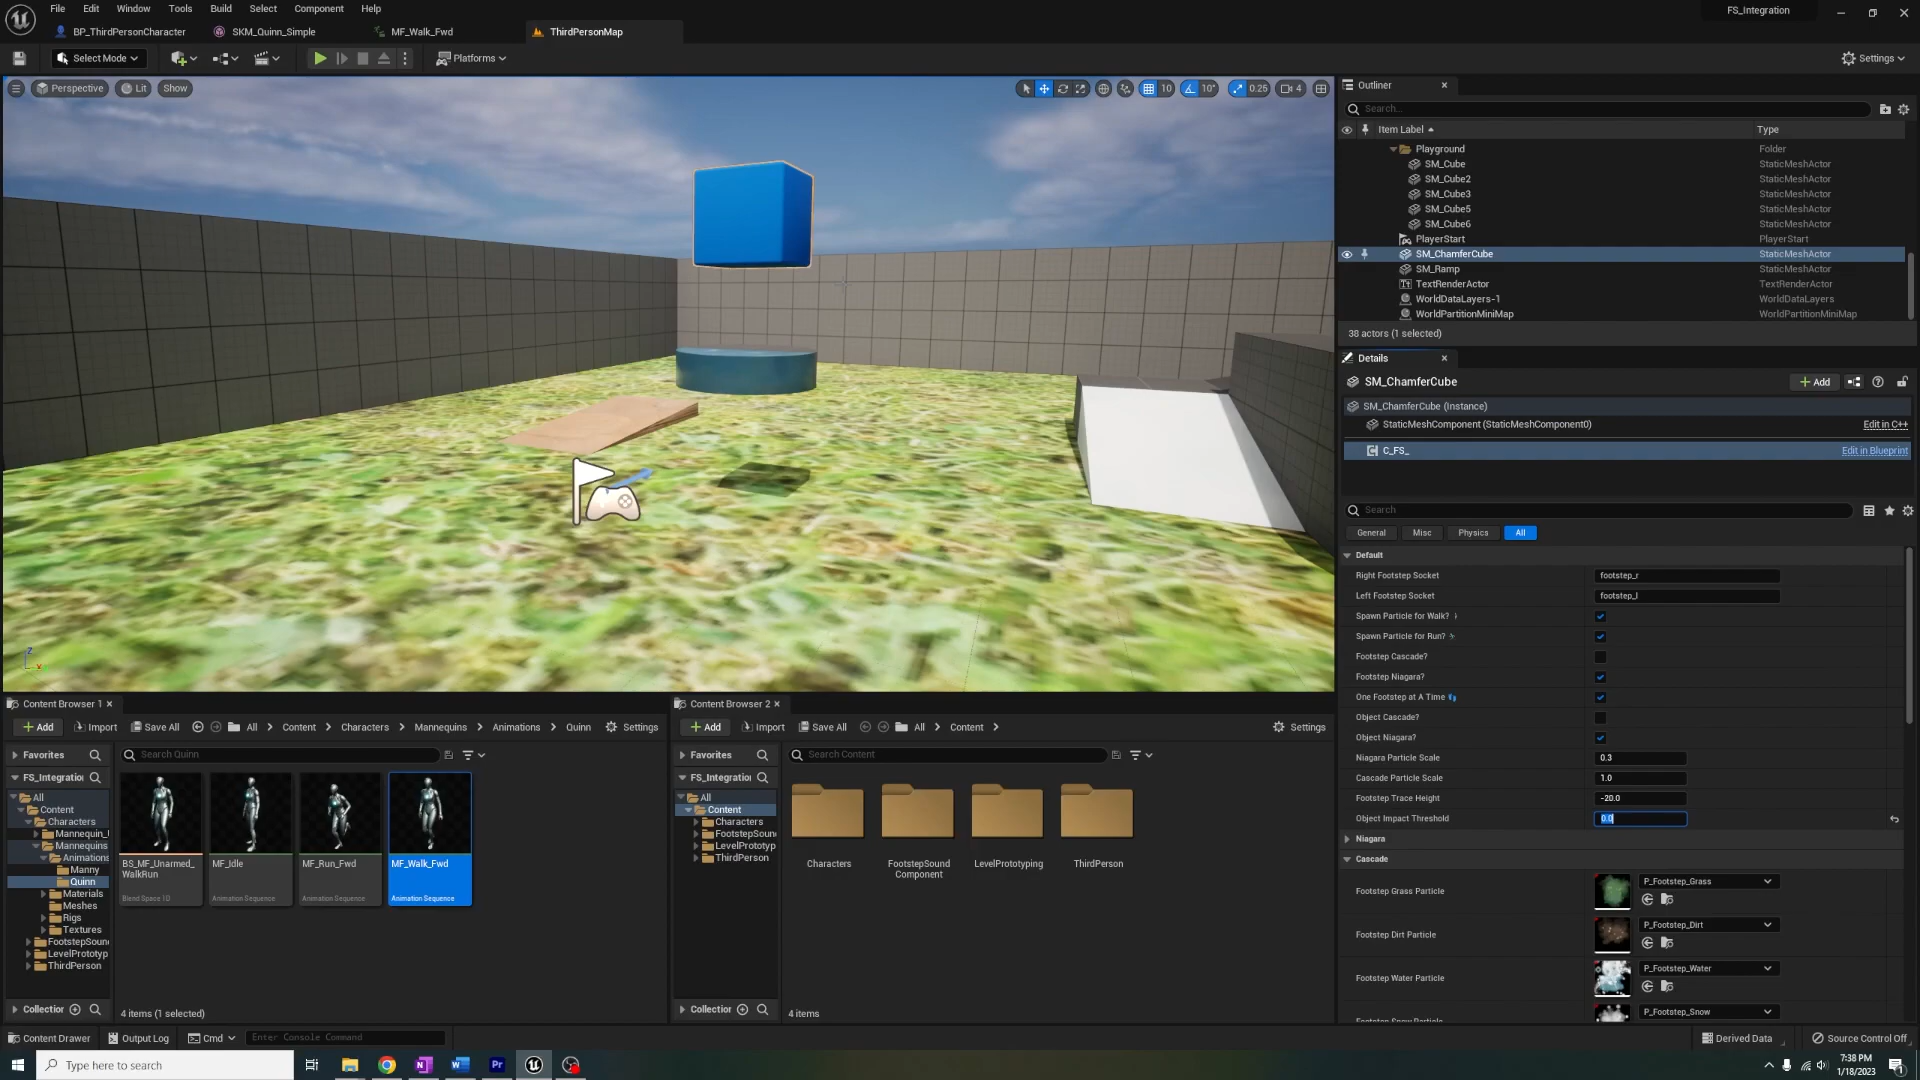 File Edit Window Tools Build Select Component Help
FS_Integration
BP_ThirdPersonCharacter SKM_Quinn_Simple MF_Walk_Fwd ThirdPersonMap
Select Mode Platforms Settings
Perspective Lit Show 10 10° 0.25 4
Outliner
Search...
Item Label Type
Playground Folder
SM_Cube StaticMeshActor
SM_Cube2 StaticMeshActor
SM_Cube3 StaticMeshActor
SM_Cube5 StaticMeshActor
SM_Cube6 StaticMeshActor
PlayerStart PlayerStart
SM_ChamferCube StaticMeshActor
SM_Ramp StaticMeshActor
TextRenderActor TextRenderActor
WorldDataLayers-1 WorldDataLayers
WorldPartitionMiniMap WorldPartitionMiniMap
38 actors (1 selected)
Details
SM_ChamferCube Add
SM_ChamferCube (Instance)
StaticMeshComponent (StaticMeshComponent0) Edit in C++
C_FS_ Edit in Blueprint
Search
General Misc Physics All
Default
Right Footstep Socket footstep_r
Left Footstep Socket footstep_l
Spawn Particle for Walk?
Spawn Particle for Run?
Footstep Cascade?
Footstep Niagara?
One Footstep at A Time
Object Cascade?
Object Niagara?
Niagara Particle Scale 0.3
Cascade Particle Scale 1.0
Footstep Trace Height -20.0
Object Impact Threshold 0.0
Niagara
Cascade
Footstep Grass Particle P_Footstep_Grass
Footstep Dirt Particle P_Footstep_Dirt
Footstep Water Particle P_Footstep_Water
Footstep Snow Particle P_Footstep_Snow
Content Browser 1
Add Import Save All All Content Characters Mannequins Animations Quinn Settings
Favorites Search Quinn
FS_Integration
All
Content
Characters
Mannequin_
Mannequins
Animations
Manny
Quinn
Materials
Meshes
Rigs
Textures
FootstepSoun
LevelPrototyp
ThirdPerson
Collection
BS_MF_Unarmed_
WalkRun
Blend Space 1D
MF_Idle
Animation Sequence
MF_Run_Fwd
Animation Sequence
MF_Walk_Fwd
Animation Sequence
4 items (1 selected)
Content Browser 2
Add Import Save All All Content Settings
Favorites Search Content
FS_Integration
All
Content
Characters
FootstepSoun
LevelPrototyp
ThirdPerson
Collection
Characters
FootstepSound
Component
LevelPrototyping
ThirdPerson
4 items
Content Drawer Output Log Cmd Enter Console Command Derived Data Source Control Off
Type here to search
7:38 PM
1/18/2023